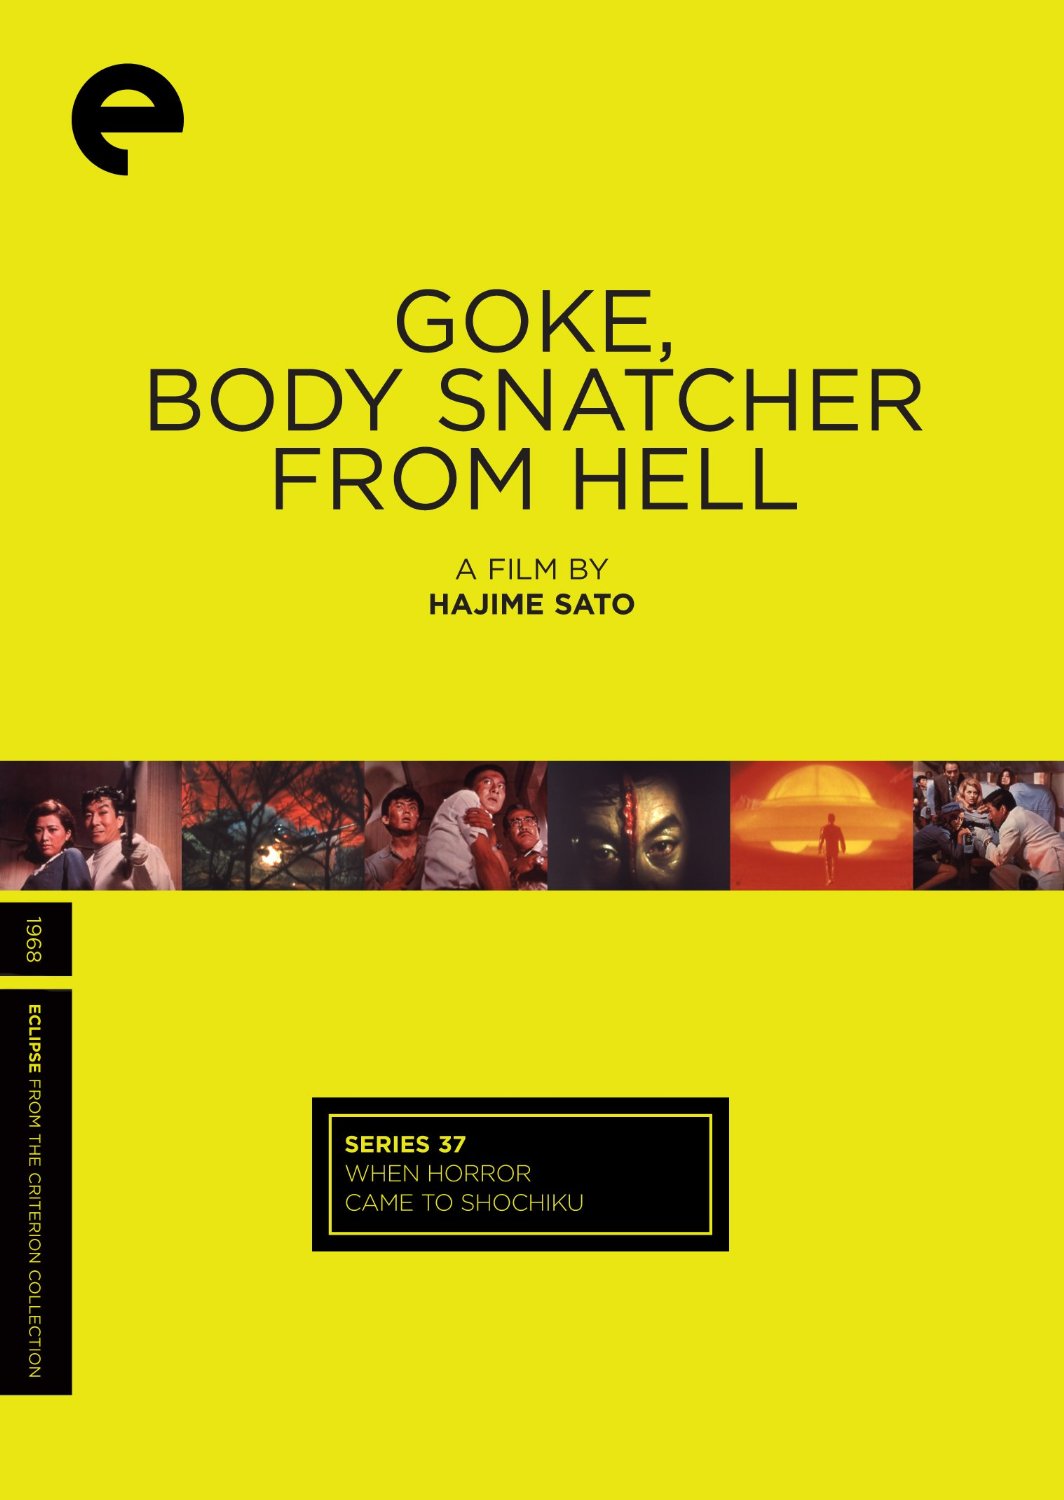 e
GOKE,
BODY SNATCHER
FROM HELL
A FILM BY
HAJIME SATO
1968
ECLIPSE FROM THE CRITERION COLLECTION
SERIES 37
WHEN HORROR
CAME TO SHOCHIKU